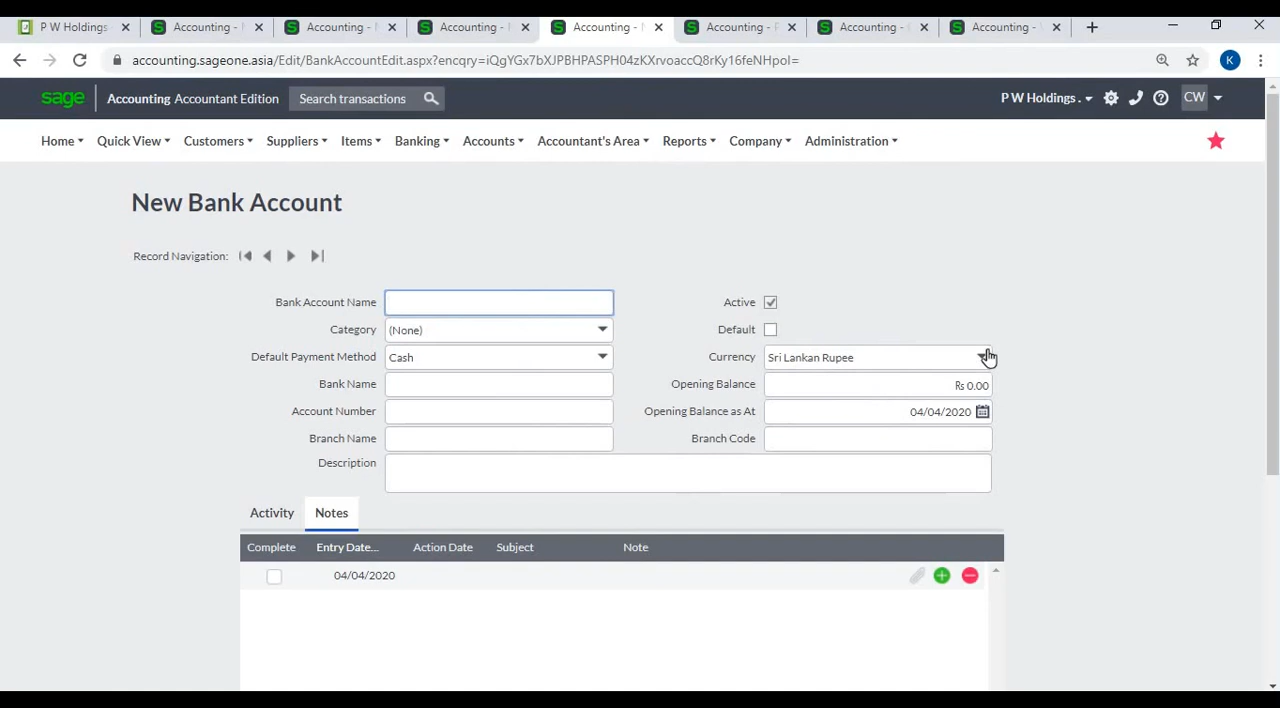 P W Holdings
Accounting -
Accounting -
Accounting -
Accounting -
Accounting -
Accounting -
Accounting -
accounting.sageone.asia/Edit/BankAccountEdit.aspx?encqry=iQgYGx7bXJPBHPASPH04zKXrvoaccQ8rKy16feNHpoI=
K
sage Accounting Accountant Edition Search transactions P W Holdings . CW
Home Quick View Customers Suppliers Items Banking Accounts Accountant's Area Reports Company Administration
New Bank Account
Record Navigation:
Bank Account Name Active
Category (None) Default
Default Payment Method Cash Currency Sri Lankan Rupee
Bank Name Opening Balance Rs 0.00
Account Number Opening Balance as At 04/04/2020
Branch Name Branch Code
Description
Activity Notes
Complete Entry Date... Action Date Subject Note
04/04/2020